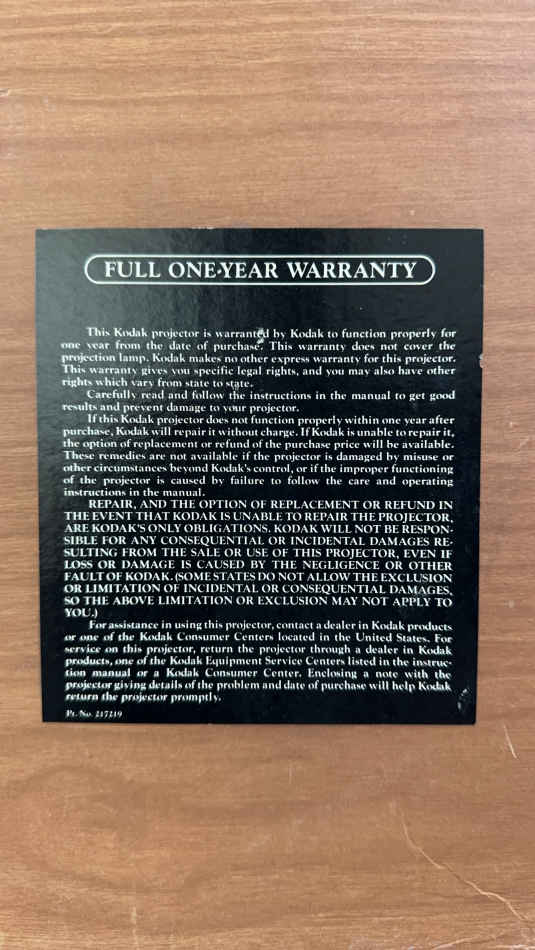 FULL ONE-YEAR WARRANTY
This Kodak projector is warranted by Kodak to function properly for
one year from the date of purchase. This warranty does not cover the
projection lamp. Kodak makes no other express warranty for this projector.
This warranty gives you specific legal rights, and you may also have other
rights which vary from state to state.
Carefully read and follow the instructions in the manual to get good
results and prevent damage to your projector.
If this Kodak projector does not function properly within one year after
purchase, Kodak will repair it without charge. If Kodak is unable to repair it,
the option of replacement or refund of the purchase price will be available.
These remedies are not available if the projector is damaged by misuse or
other circumstances beyond Kodak's control, or if the improper functioning
of the projector is caused by failure to follow the care and operating
instructions in the manual.
REPAIR, AND THE OPTION OF REPLACEMENT OR REFUND IN
THE EVENT THAT KODAK IS UNABLE TO REPAIR THE PROJECTOR,
ARE KODAK'S ONLY OBLIGATIONS. KODAK WILL NOT BE RESPON-
SIBLE FOR ANY CONSEQUENTIAL OR INCIDENTAL DAMAGES RE-
SULTING FROM THE SALE OR USE OF THIS PROJECTOR, EVEN IF
LOSS OR DAMAGE IS CAUSED BY THE NEGLIGENCE OR OTHER
FAULT OF KODAK. (SOME STATES DO NOT ALLOW THE EXCLUSION
OR LIMITATION OF INCIDENTAL OR CONSEQUENTIAL DAMAGES,
SO THE ABOVE LIMITATION OR EXCLUSION MAY NOT APPLY TO
YOU.)
For assistance in using this projector, contact a dealer in Kodak products
or one of the Kodak Consumer Centers located in the United States. For
service on this projector, return the projector through a dealer in Kodak
products, one of the Kodak Equipment Service Centers listed in the instruc-
tion manual or a Kodak Consumer Center. Enclosing a note with the
projector giving details of the problem and date of purchase will help Kodak
return the projector promptly.
Pt. No. 217219